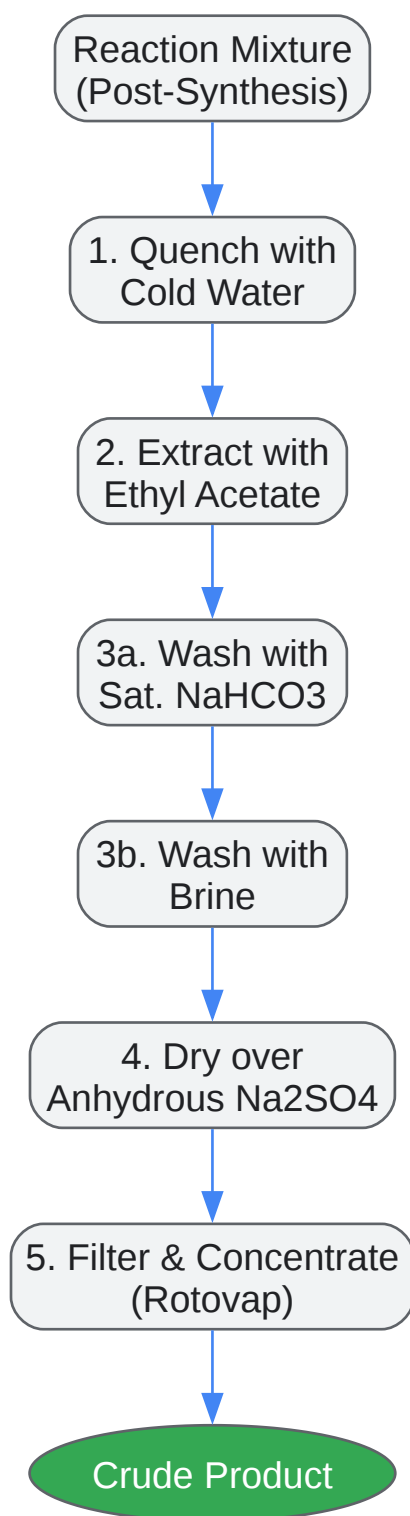 Reaction Mixture
(Post-Synthesis)
1. Quench with
Cold Water
2. Extract with
Ethyl Acetate
3a. Wash with
Sat. NaHCO3
3b. Wash with
Brine
4. Dry over
Anhydrous Na2SO4
5. Filter & Concentrate
(Rotovap)
Crude Product